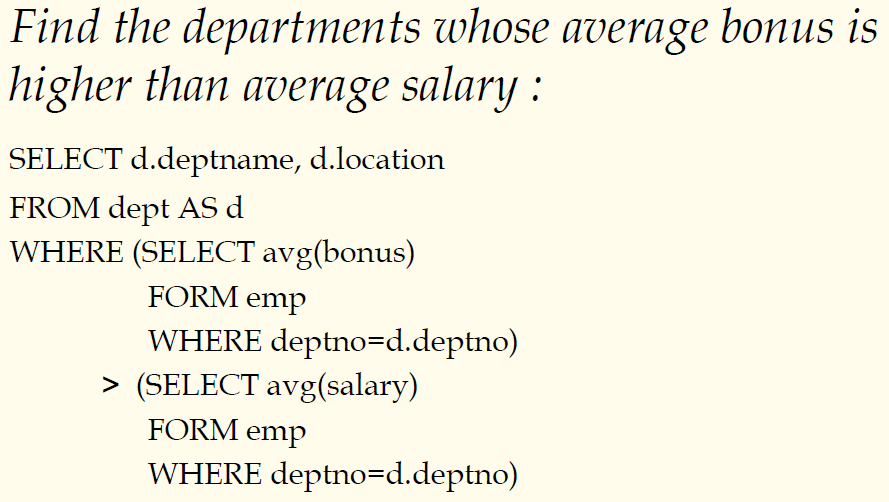 Find the departments whose average bonus is
higher than average salary :
SELECT d.deptname, d.location
FROM dept AS d
WHERE (SELECT avg(bonus)
FORM emp
WHERE deptno=d.deptno)
> (SELECT avg(salary)
FORM emp
WHERE deptno=d.deptno)